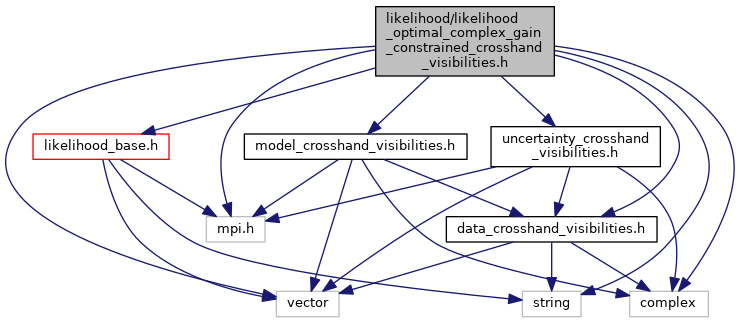 likelihood/likelihood
_optimal_complex_gain
_constrained_crosshand
_visibilities.h
likelihood_base.h
model_crosshand_visibilities.h
uncertainty_crosshand
_visibilities.h
mpi.h
data_crosshand_visibilities.h
vector
string
complex